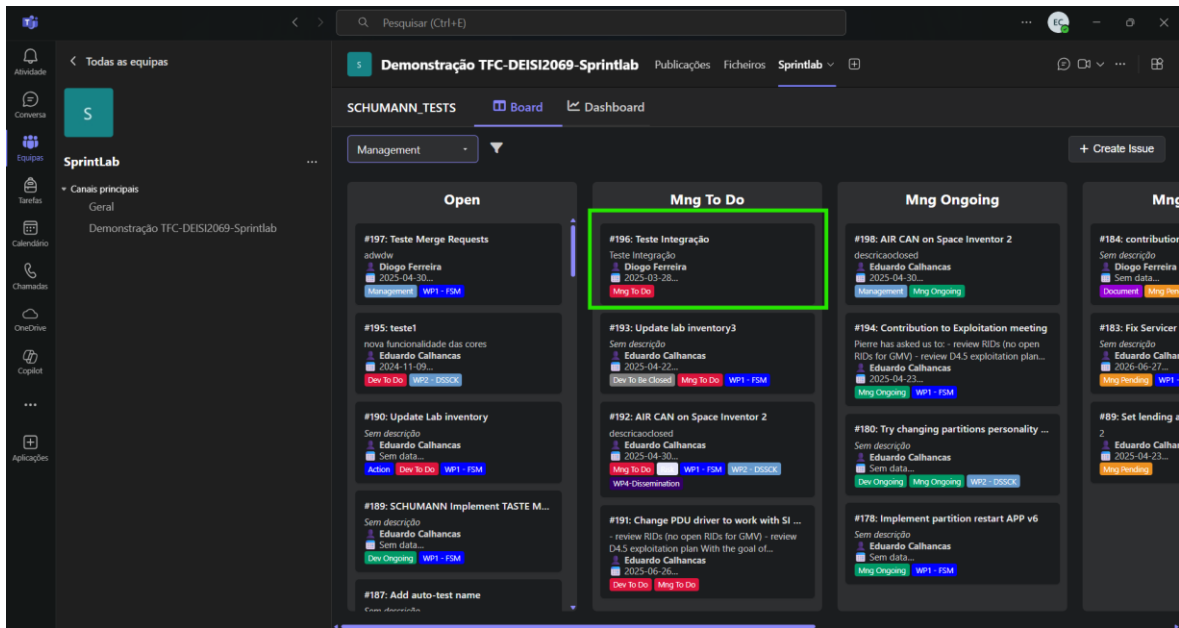 Pesquisar (Ctrl+E)
EC
Atividade
Conversa
Equipas
Tarefas
Calendário
Chamadas
OneDrive
Copilot
Aplicações
Todas as equipas
S
SprintLab
Canais principais
Geral
Demonstração TFC-DEISI2069-Sprintlab
S
Demonstração TFC-DEISI2069-Sprintlab
Publicações
Ficheiros
Sprintlab
SCHUMANN_TESTS
Board
Dashboard
Management
+ Create Issue
Open
#197: Teste Merge Requests
adwdw
Diogo Ferreira
2025-04-30...
Management WP1 - FSM
#195: teste1
nova funcionalidade das cores
Eduardo Calhancas
2024-11-09...
Dev To Do WP2 - DSSCK
#190: Update Lab inventory
Sem descrição
Eduardo Calhancas
Sem data...
Action Dev To Do WP1 - FSM
#189: SCHUMANN Implement TASTE M...
Sem descrição
Eduardo Calhancas
Sem data...
Dev Ongoing WP1 - FSM
#187: Add auto-test name
Sem descrição
Mng To Do
#196: Teste Integração
Teste Integração
Diogo Ferreira
2025-03-28...
Mng To Do
#193: Update lab inventory3
Sem descrição
Eduardo Calhancas
2025-04-22...
Dev To Be Closed Mng To Do WP1 - FSM
#192: AIR CAN on Space Inventor 2
descricaoclosed
Eduardo Calhancas
2025-04-30...
Mng To Do WP1 - FSM WP2 - DSSCK
WP4-Dissemination
#191: Change PDU driver to work with SI ...
- review RIDs (no open RIDs for GMV) - review
D4.5 exploitation plan With the goal of...
Eduardo Calhancas
2025-06-26...
Dev To Do Mng To Do
Mng Ongoing
#198: AIR CAN on Space Inventor 2
descricaoclosed
Eduardo Calhancas
2025-04-30...
Management Mng Ongoing
#194: Contribution to Exploitation meeting
Pierre has asked us to: - review RIDs (no open
RIDs for GMV) - review D4.5 exploitation plan...
Eduardo Calhancas
2025-04-23...
Mng Ongoing WP1 - FSM
#180: Try changing partitions personality ...
Sem descrição
Eduardo Calhancas
Sem data...
Dev Ongoing Mng Ongoing WP2 - DSSCK
#178: Implement partition restart APP v6
Sem descrição
Eduardo Calhancas
Sem data...
Mng Ongoing WP1 - FSM
Mng
#184: contribution
Sem descrição
Diogo Ferreira
Sem data...
Document Mng Pen
#183: Fix Servicer
Sem descrição
Eduardo Calhan
2026-06-27...
Mng Pending WP1 -
#89: Set lending a
2
Eduardo Calhan
2025-04-23...
Mng Pending